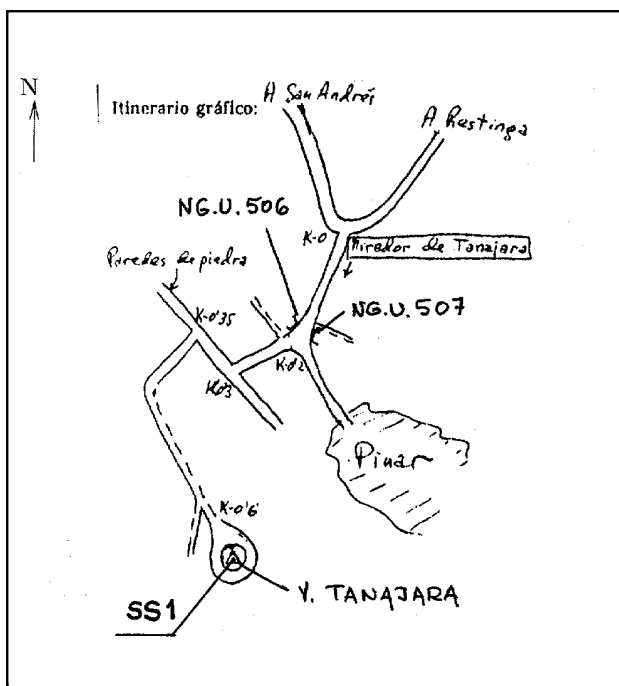 N
Itinerario gráfico:
A San Andrés
A Restinga
NG.U. 506
K-0
Mirador de Tanajara
Paredes de piedra
NG.U. 507
K-0'35
K-0'2
K-0'3
Pinar
K-0'6
V. TANAJARA
SS1